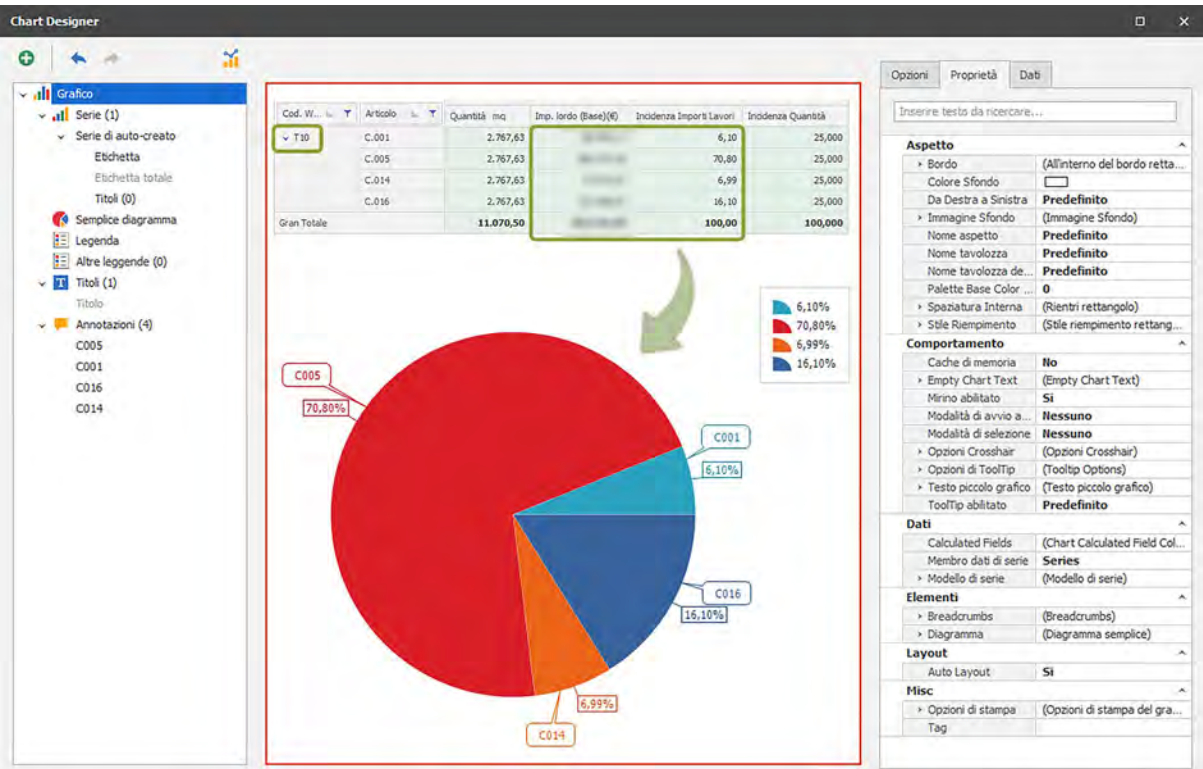 Chart Designer
Grafico
Serie (1)
Serie di auto-creato
Etichetta
Etichetta totale
Titoli (0)
Semplice diagramma
Legenda
Altre leggende (0)
Titoli (1)
Titolo
Annotazioni (4)
C005
C001
C016
C014
Cod. W... Articolo Quantità mq Imp. lordo (Base)(€) Incidenza Importi Lavori Incidenza Quantità
T10 C.001 2.767,63 6,10 25,000
C.005 2.767,63 70,80 25,000
C.014 2.767,63 6,99 25,000
C.016 2.767,63 16,10 25,000
Gran Totale 11.070,50 100,00 100,000
6,10%
70,80%
6,99%
16,10%
C005
70,80%
C001
6,10%
C016
16,10%
6,99%
C014
Opzioni Proprietà Dati
Inserire testo da ricercare...
Aspetto
Bordo (All'interno del bordo retta...
Colore Sfondo
Da Destra a Sinistra Predefinito
Immagine Sfondo (Immagine Sfondo)
Nome aspetto Predefinito
Nome tavolozza Predefinito
Nome tavolozza de... Predefinito
Palette Base Color ... 0
Spaziatura Interna (Rientri rettangolo)
Stile Riempimento (Stile riempimento rettang...
Comportamento
Cache di memoria No
Empty Chart Text (Empty Chart Text)
Mirino abilitato Si
Modalità di avvio a... Nessuno
Modalità di selezione Nessuno
Opzioni Crosshair (Opzioni Crosshair)
Opzioni di ToolTip (Tooltip Options)
Testo piccolo grafico (Testo piccolo grafico)
ToolTip abilitato Predefinito
Dati
Calculated Fields (Chart Calculated Field Col...
Membro dati di serie Series
Modello di serie (Modello di serie)
Elementi
Breadcrumbs (Breadcrumbs)
Diagramma (Diagramma semplice)
Layout
Auto Layout Si
Misc
Opzioni di stampa (Opzioni di stampa del gra...
Tag